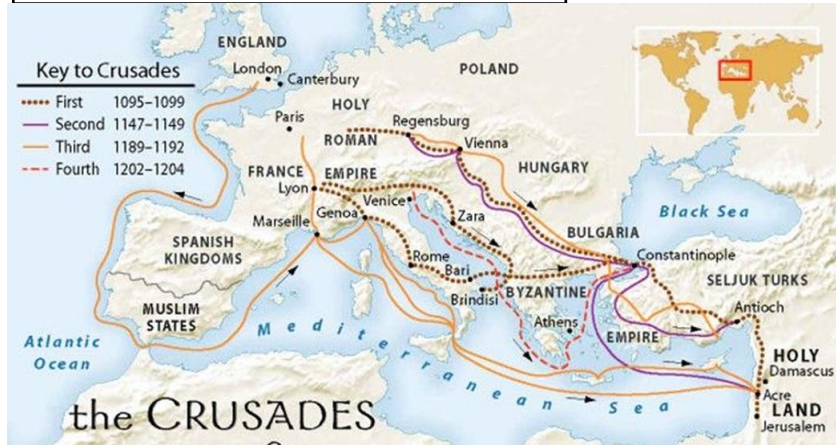 ENGLAND
London
Canterbury
POLAND
Key to Crusades
First 1095–1099
Second 1147–1149
Third 1189–1192
Fourth 1202–1204
Paris
HOLY
ROMAN
EMPIRE
Regensburg
Vienna
HUNGARY
FRANCE
Lyon
Venice
Genoa
Marseille
Zara
Black Sea
SPANISH
KINGDOMS
BULGARIA
Constantinople
Rome
Bari
Brindisi
SELJUK TURKS
MUSLIM
STATES
BYZANTINE
EMPIRE
Athens
Antioch
Atlantic
Ocean
Mediterranean Sea
HOLY
LAND
Damascus
Acre
Jerusalem
the CRUSADES